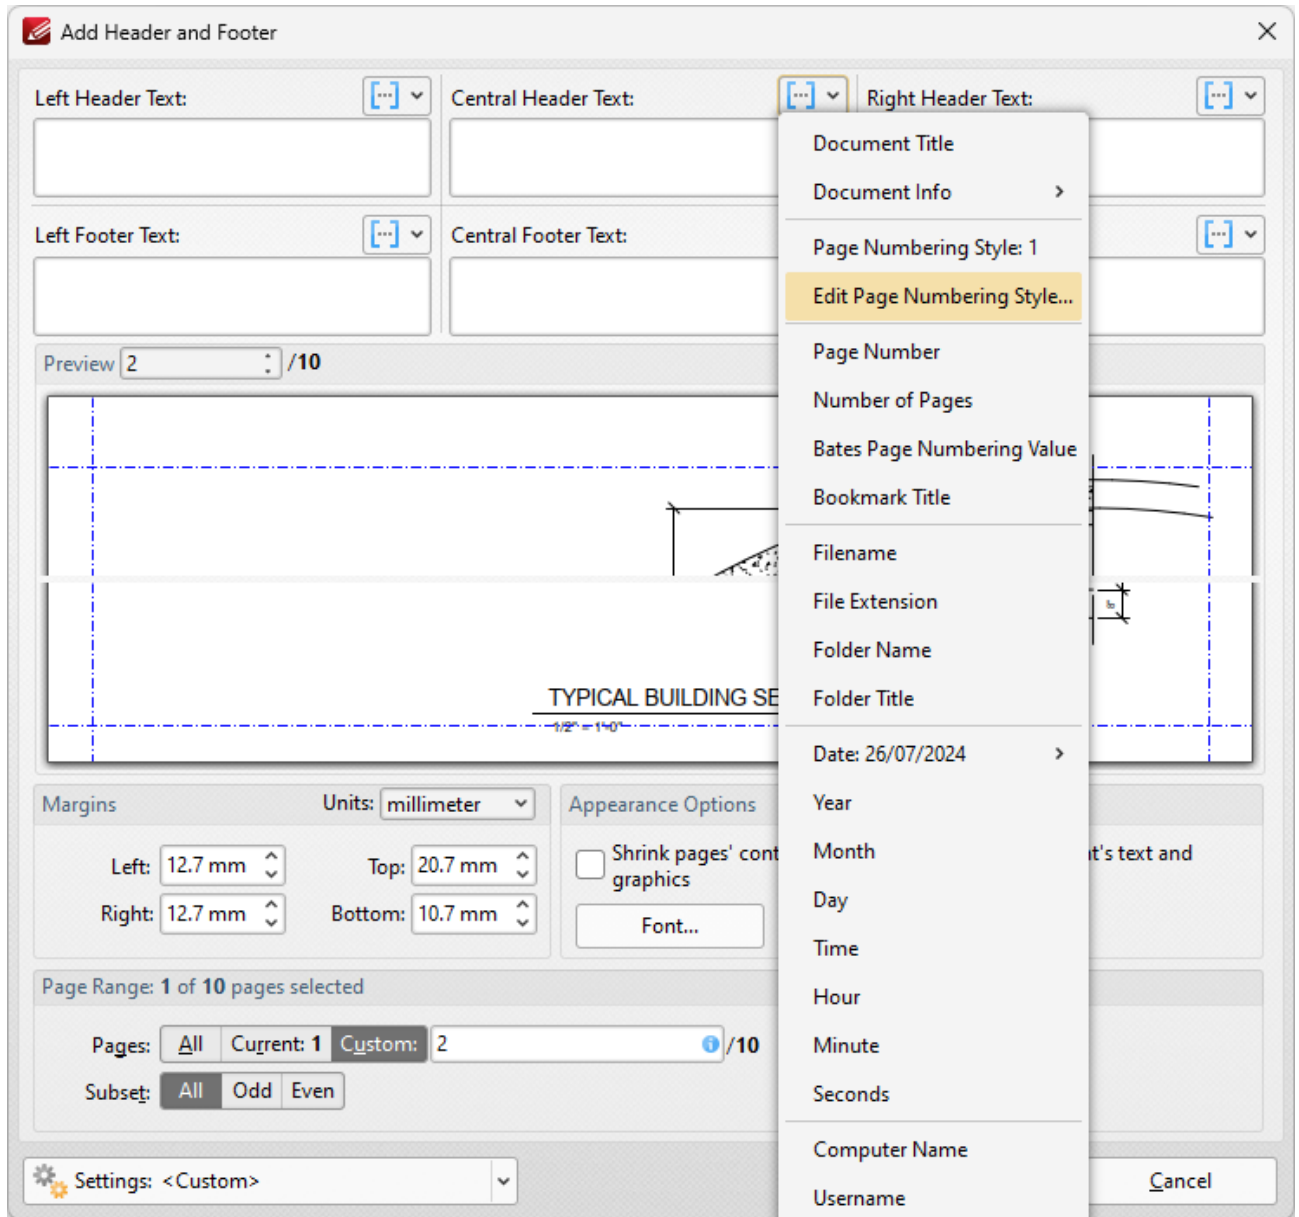 Add Header and Footer
Left Header Text:
Central Header Text:
Right Header Text:
Document Title
Document Info
Left Footer Text:
Central Footer Text:
Page Numbering Style: 1
Edit Page Numbering Style...
Preview 2 /10
Page Number
Number of Pages
Bates Page Numbering Value
Bookmark Title
Filename
File Extension
Folder Name
Folder Title
TYPICAL BUILDING SE
1/2" = 1'-0"
Date: 26/07/2024
Year
Month
Day
Time
Hour
Minute
Seconds
Computer Name
Username
Margins
Units: millimeter
Left: 12.7 mm
Top: 20.7 mm
Right: 12.7 mm
Bottom: 10.7 mm
Appearance Options
Shrink pages' cont
t's text and
graphics
Font...
Page Range: 1 of 10 pages selected
Pages: All Current: 1 Custom: 2 /10
Subset: All Odd Even
Settings: <Custom>
Cancel